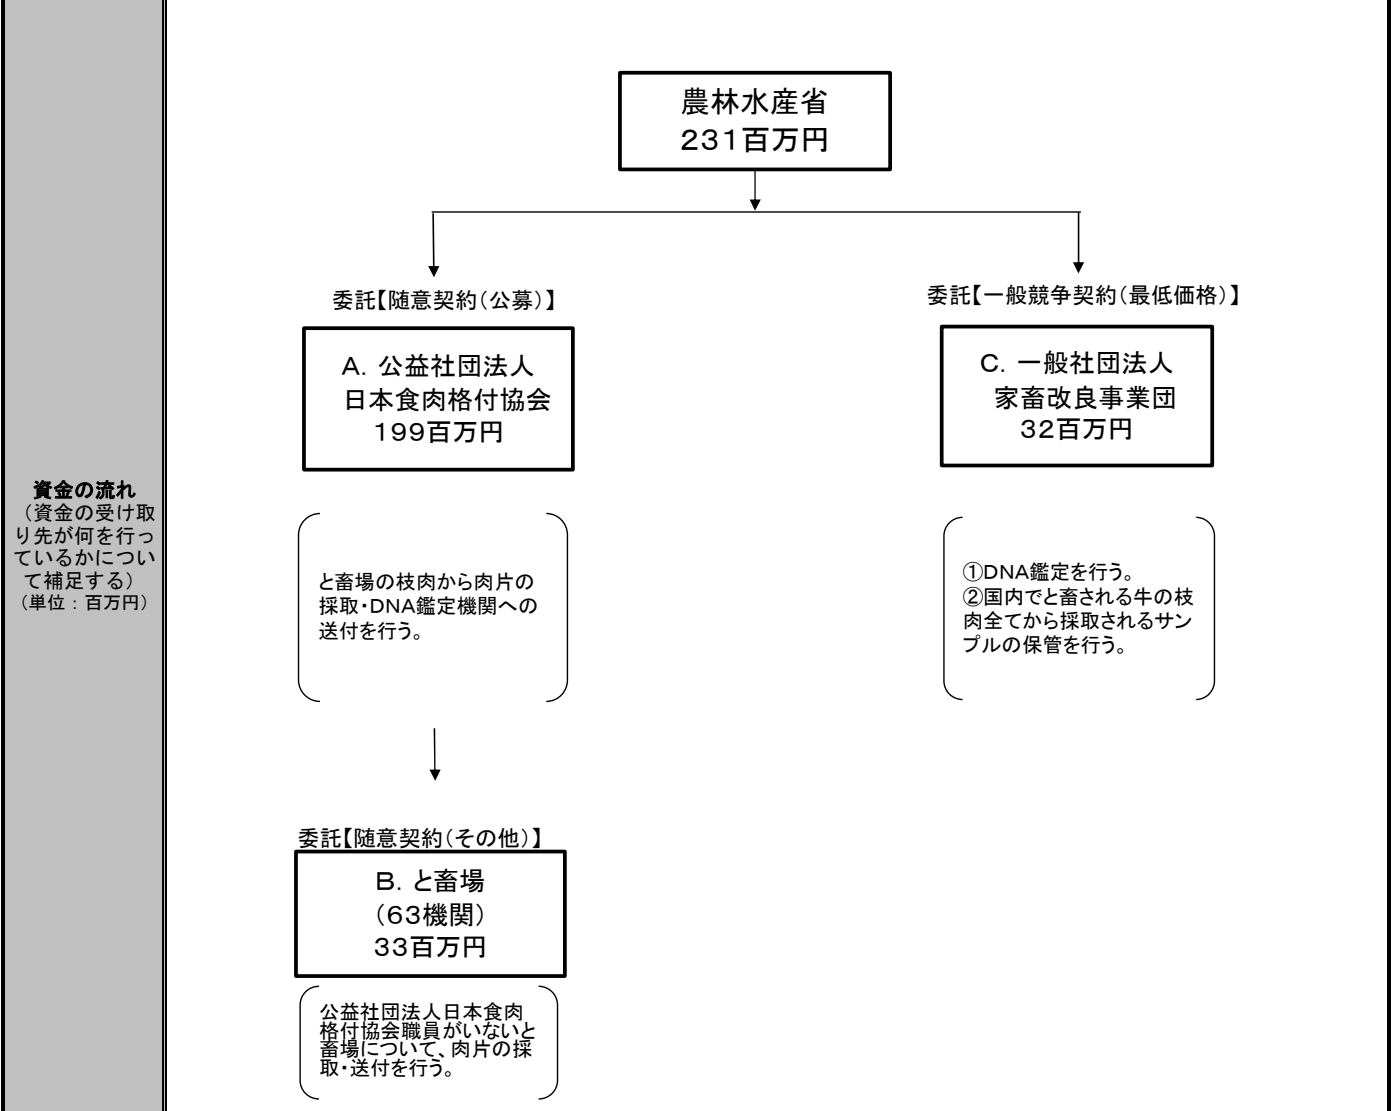 資金の流れ
（資金の受け取
り先が何を行っ
ているかについ
て補足する）
（単位：百万円）
農林水産省
２３１百万円
委託【随意契約（公募）】
Ａ．公益社団法人
日本食肉格付協会
１９９百万円
と畜場の枝肉から肉片の
採取・DNA鑑定機関への
送付を行う。
委託【随意契約（その他）】
Ｂ．と畜場
（６３機関）
３３百万円
公益社団法人日本食肉
格付協会職員がいないと
畜場について、肉片の採
取・送付を行う。
委託【一般競争契約（最低価格）】
Ｃ．一般社団法人
家畜改良事業団
３２百万円
①DNA鑑定を行う。
②国内でと畜される牛の枝
肉全てから採取されるサン
プルの保管を行う。